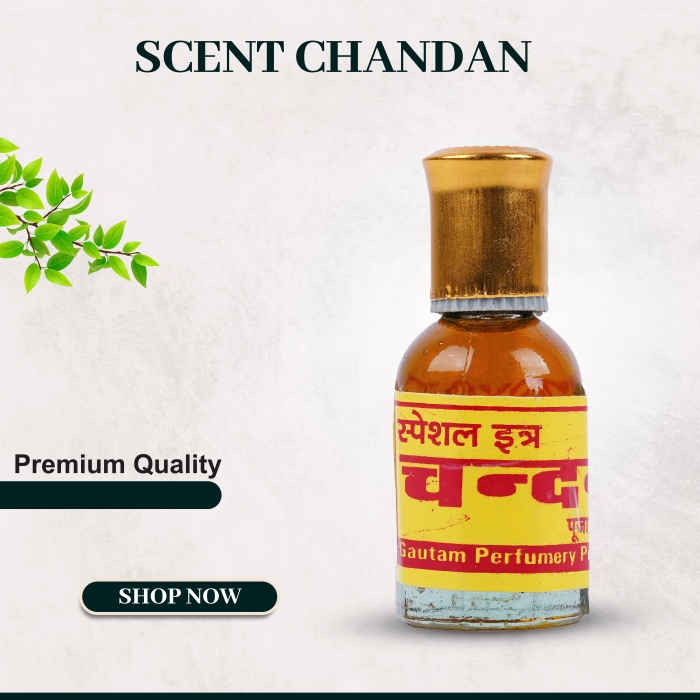 SCENT CHANDAN
स्पेशल इत्र
Premium Quality
Gautam Perfumery
SHOP NOW